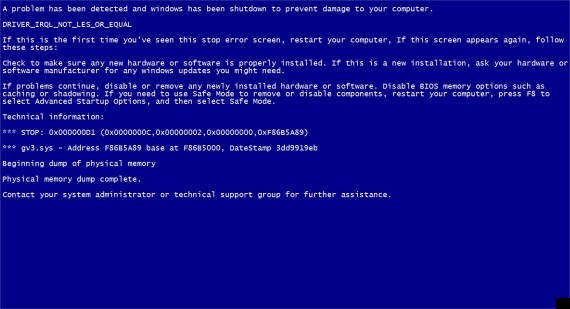 A problem has been detected and windows has been shutdown to prevent damage to your computer.
DRIVER_IRQL_NOT_LES_OR_EQUAL
If this is the first time you've seen this stop error screen, restart your computer, If this screen appears again, follow
these steps:
Check to make sure any new hardware or software is properly installed. If this is a new installation, ask your hardware or
software manufacturer for any windows updates you might need.
If problems continue, disable or remove any newly installed hardware or software. Disable BIOS memory options such as
caching or shadowing. If you need to use Safe Mode to remove or disable components, restart your computer, press F8 to
select Advanced Startup Options, and then select Safe Mode.
Technical information:
*** STOP: 0x000000D1 (0x0000000C,0x00000002,0x00000000,0xF86B5A89)
*** gv3.sys - Address F86B5A89 base at F86B5000, DateStamp 3dd9919eb
Beginning dump of physical memory
Physical memory dump complete.
Contact your system administrator or technical support group for further assistance.